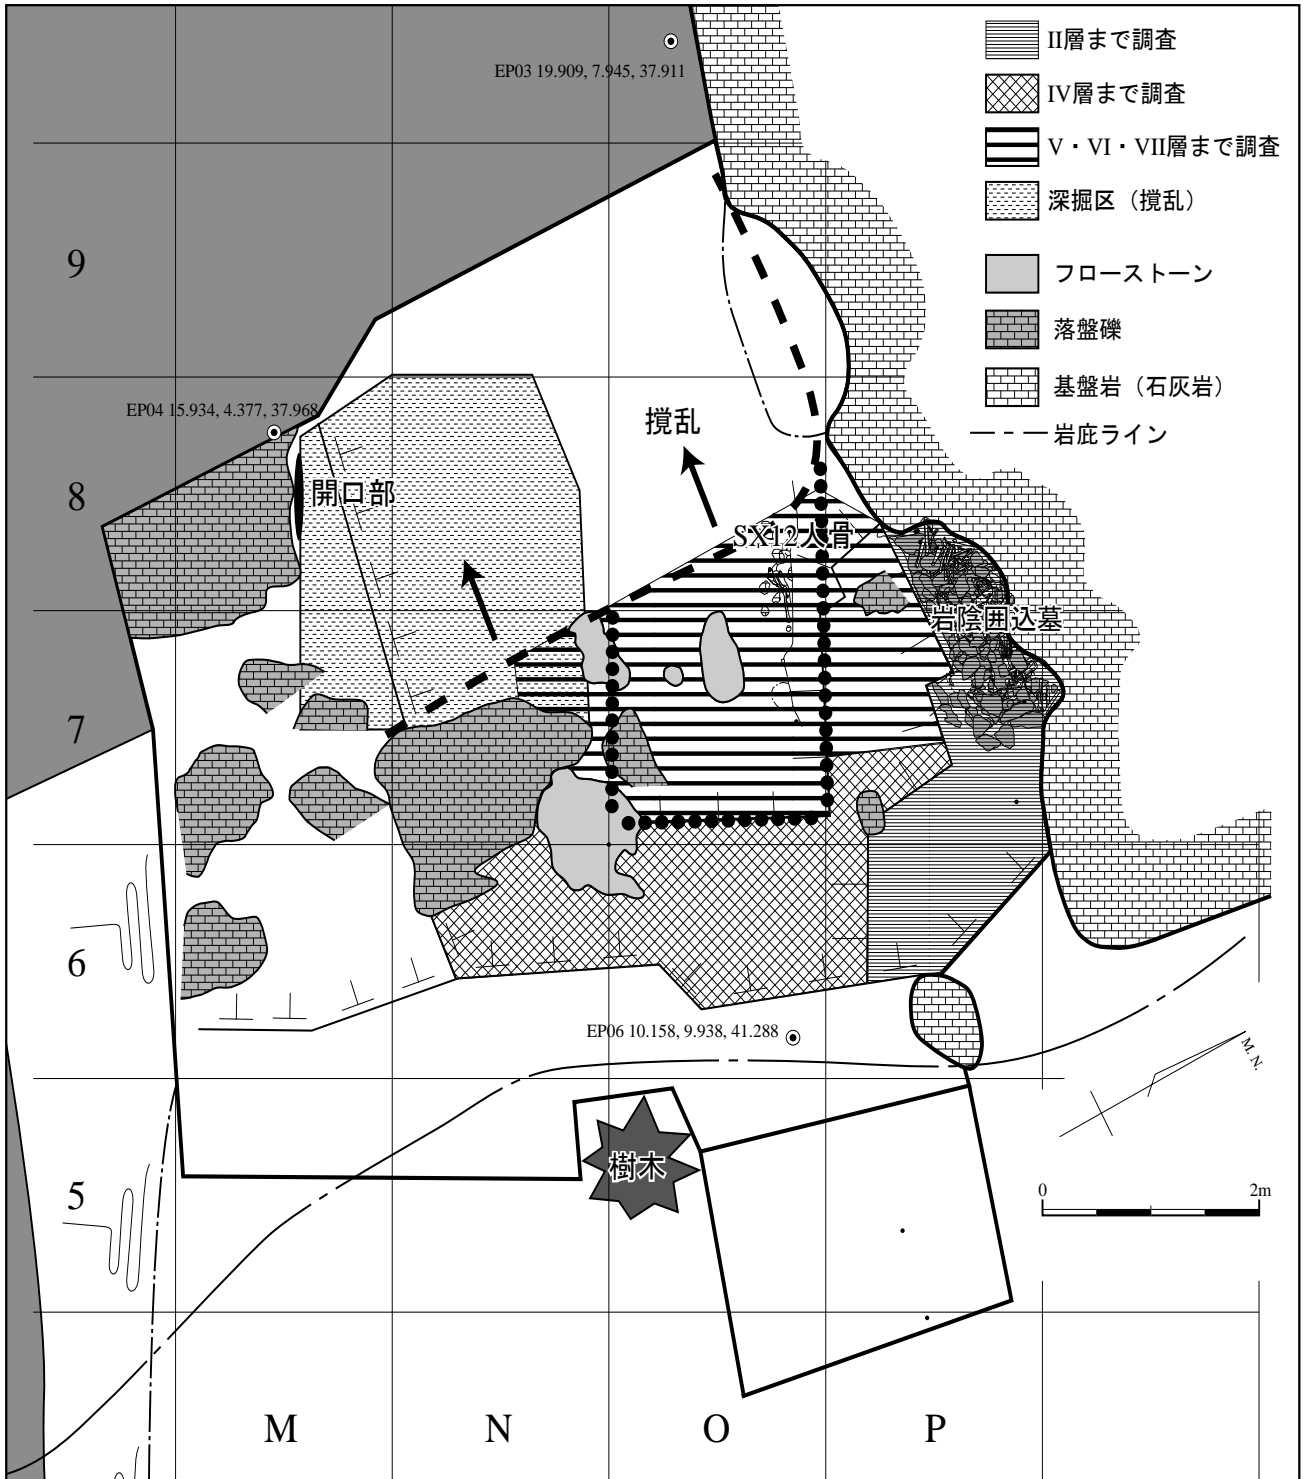 EP03 19.909, 7.945, 37.911
II層まで調査
IV層まで調査
V・VI・VII層まで調査
深掘区（撹乱）
フローストーン
落盤礫
基盤岩（石灰岩）
岩庇ライン
9
EP04 15.934, 4.377, 37.968
撹乱
8
開口部
SX12人骨
岩陰囲込墓
7
6
EP06 10.158, 9.938, 41.288
M. N.
樹木
5
0 2m
M N O P